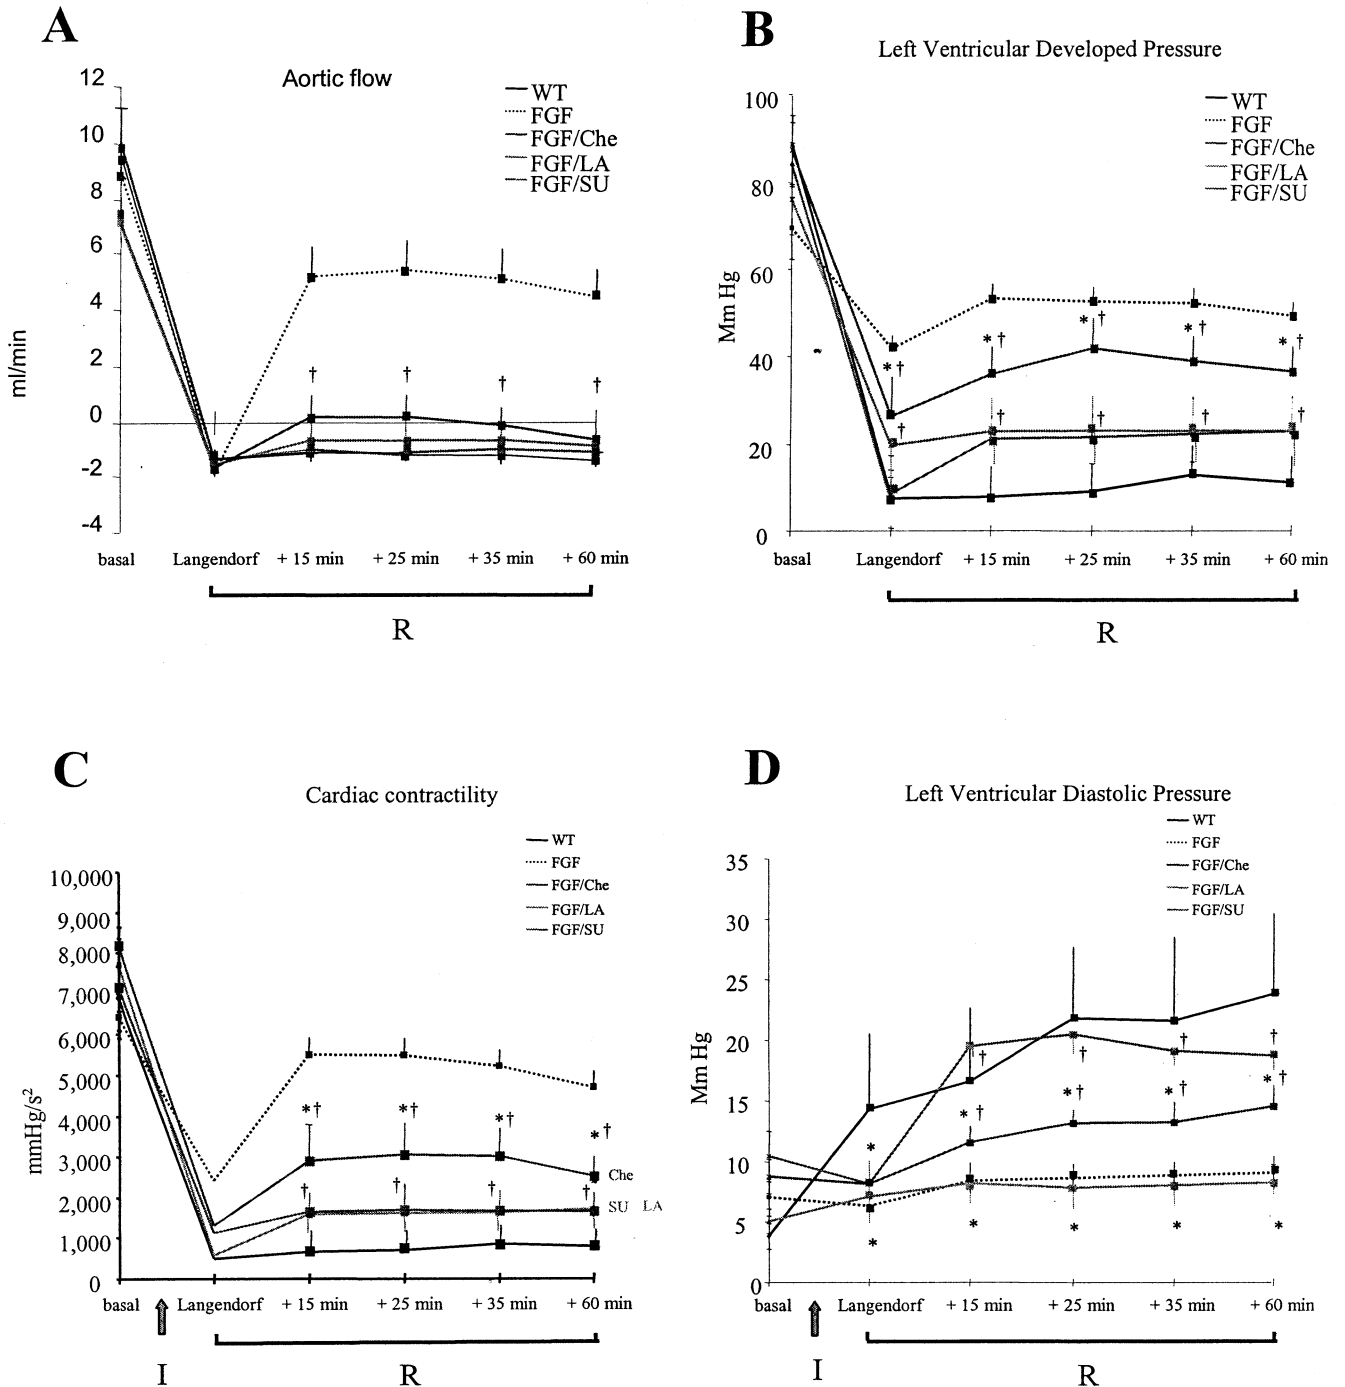 A
Aortic flow
WT
FGF
FGF/Che
FGF/LA
FGF/SU
12
10
8
6
4
2
0
-2
-4
ml/min
basal Langendorf + 15 min + 25 min + 35 min + 60 min
† † † †
R
B
Left Ventricular Developed Pressure
WT
FGF
FGF/Che
FGF/LA
FGF/SU
100
80
60
40
20
0
Mm Hg
*† *† *† *† *†
† † † † †
basal Langendorf + 15 min + 25 min + 35 min + 60 min
R
C
Cardiac contractility
WT
FGF
FGF/Che
FGF/LA
FGF/SU
10,000
9,000
8,000
7,000
6,000
5,000
4,000
3,000
2,000
1,000
0
mmHg/s2
*† *† *† *†
† † † †
Che
SU LA
basal Langendorf + 15 min + 25 min + 35 min + 60 min
I R
D
Left Ventricular Diastolic Pressure
WT
FGF
FGF/Che
FGF/LA
FGF/SU
35
30
25
20
15
10
5
0
Mm Hg
† † † †
* *† *† *† *†
* * * * *
basal Langendorf + 15 min + 25 min + 35 min + 60 min
I R